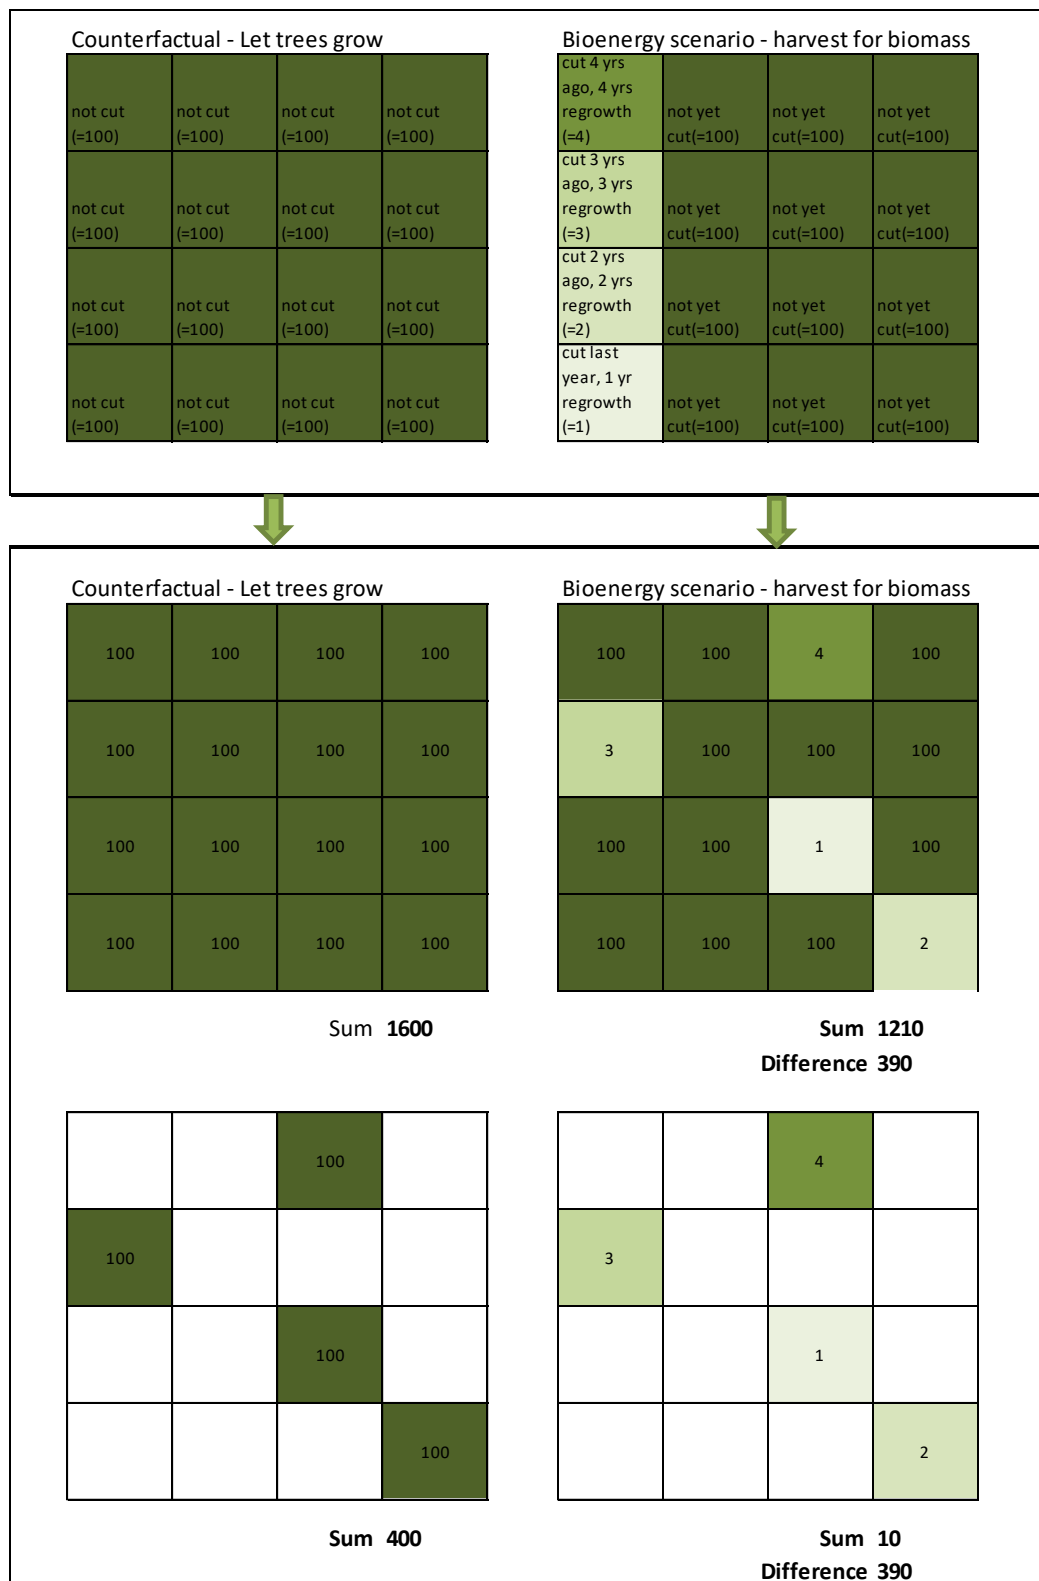 Counterfactual - Let trees grow
not cut
(=100)
not cut
(=100)
not cut
(=100)
not cut
(=100)
not cut
(=100)
not cut
(=100)
not cut
(=100)
not cut
(=100)
not cut
(=100)
not cut
(=100)
not cut
(=100)
not cut
(=100)
not cut
(=100)
not cut
(=100)
not cut
(=100)
not cut
(=100)
Bioenergy scenario - harvest for biomass
cut 4 yrs
ago, 4 yrs
regrowth
(=4)
not yet
cut(=100)
not yet
cut(=100)
not yet
cut(=100)
cut 3 yrs
ago, 3 yrs
regrowth
(=3)
not yet
cut(=100)
not yet
cut(=100)
not yet
cut(=100)
cut 2 yrs
ago, 2 yrs
regrowth
(=2)
not yet
cut(=100)
not yet
cut(=100)
not yet
cut(=100)
cut last
year, 1 yr
regrowth
(=1)
not yet
cut(=100)
not yet
cut(=100)
not yet
cut(=100)
Counterfactual - Let trees grow
100 100 100 100
100 100 100 100
100 100 100 100
100 100 100 100
Sum 1600
Bioenergy scenario - harvest for biomass
100 100 4 100
3 100 100 100
100 100 1 100
100 100 100 2
Sum 1210
Difference 390
100
100
100
100
Sum 400
4
3
1
2
Sum 10
Difference 390